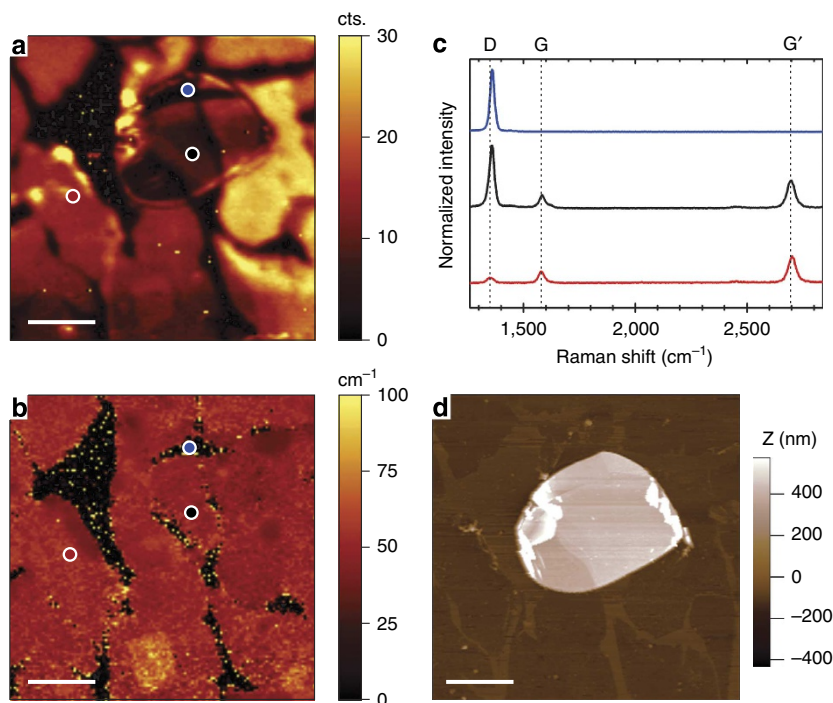 a
cts.
30
20
10
0
b
cm⁻¹
100
75
50
25
0
c
D
G
G′
Normalized intensity
1,500
2,000
2,500
Raman shift (cm⁻¹)
d
Z (nm)
400
200
0
−200
−400